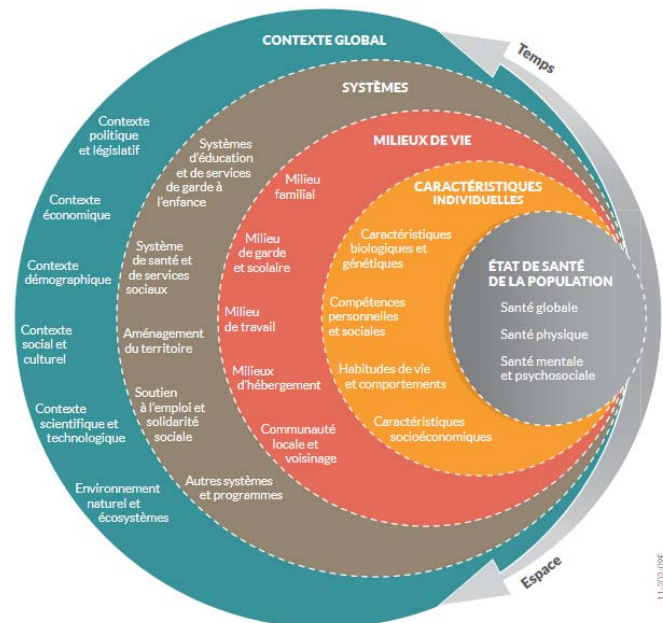 CONTEXTE GLOBAL
Temps
SYSTÈMES
Contexte
politique
et législatif
Systèmes
d'éducation
et de services
de garde à
l'enfance
MILIEUX DE VIE
Milieu
familial
CARACTÉRISTIQUES
INDIVIDUELLES
Contexte
économique
Caractéristiques
biologiques et
génétiques
Milieu
de garde
et scolaire
Système
de santé et
de services
sociaux
ÉTAT DE SANTÉ
DE LA POPULATION
Contexte
démographique
Santé globale
Compétences
personnelles
et sociales
Milieu
de travail
Contexte
social et
culturel
Aménagement
du territoire
Santé physique
Santé mentale
et psychosociale
Habitudes de vie
et comportements
Milieux
d'hébergement
Soutien
à l'emploi et
solidarité
sociale
Contexte
scientifique et
technologique
Caractéristiques
socioéconomiques
Communauté
locale et
voisinage
Autres systèmes
et programmes
Environnement
naturel et
écosystèmes
Espace
11-202-09F